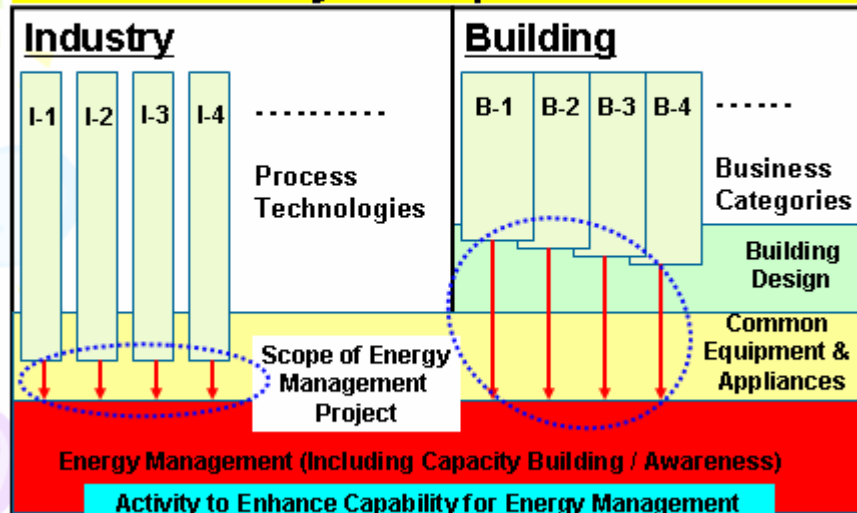 Industry
Building
I-1
I-2
I-3
I-4
..........
B-1
B-2
B-3
B-4
......
Process
Technologies
Business
Categories
Building
Design
Common
Equipment &
Appliances
Scope of Energy
Management
Project
Energy Management (Including Capacity Building / Awareness)
Activity to Enhance Capability for Energy Management